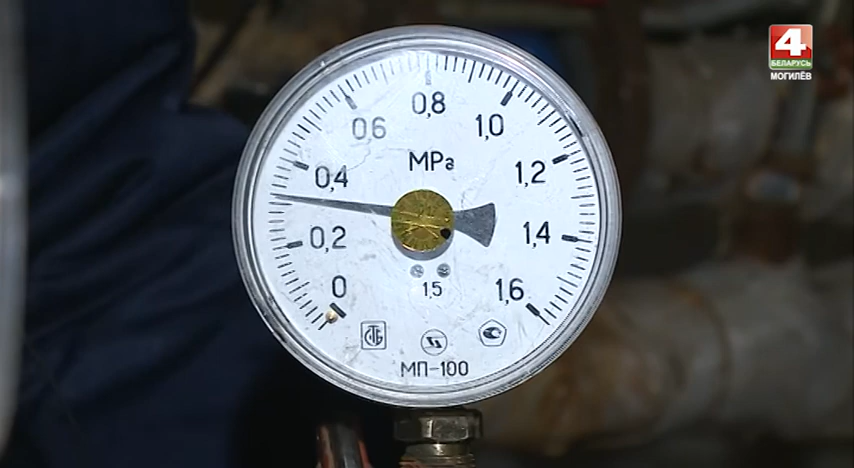 4
БЕЛАРУСЬ
МОГИЛЁВ
0,8
0,6
1,0
MPa
0,4
1,2
0,2
1,4
0
1,5
1,6
СТБ
МП-100